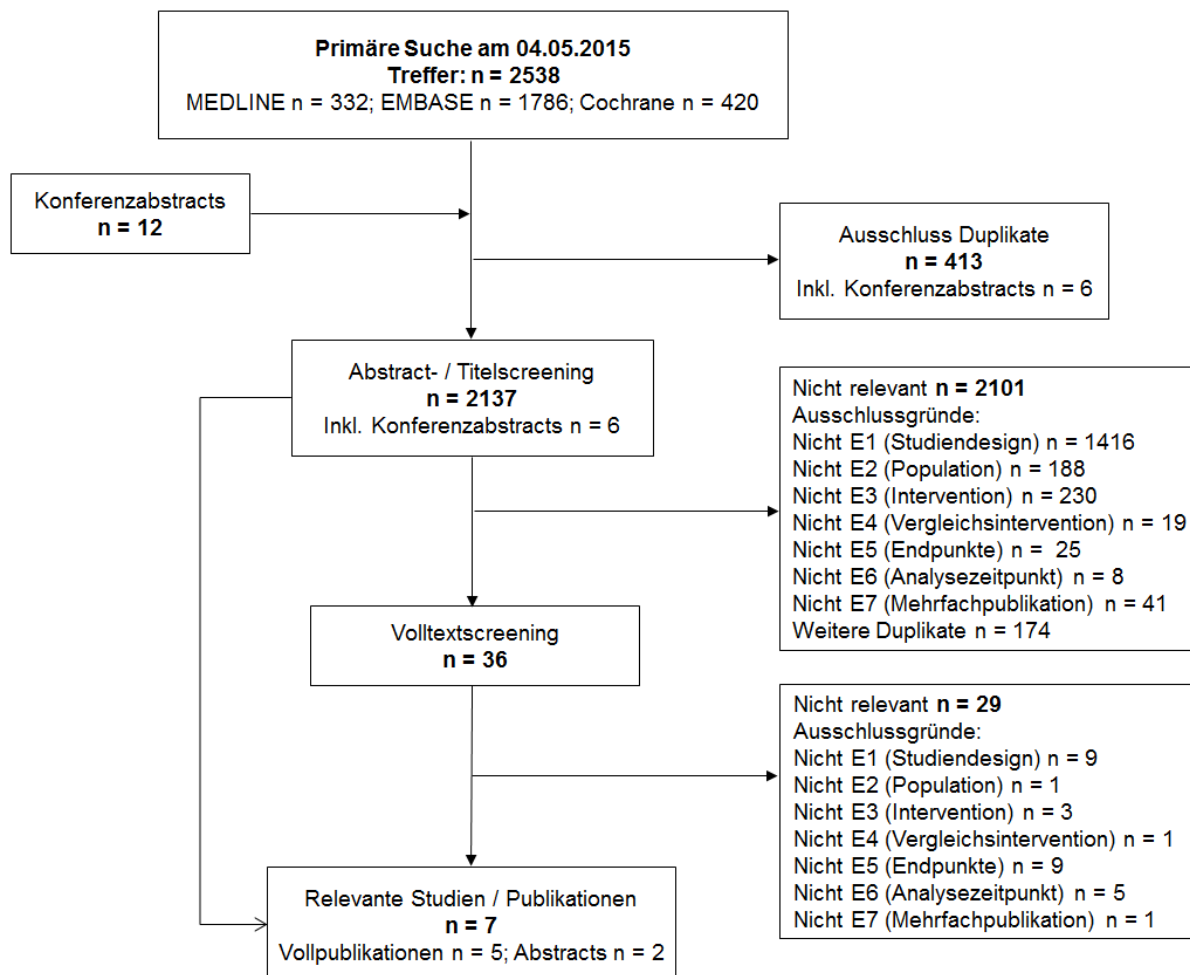 Primäre Suche am 04.05.2015
Treffer: n = 2538
MEDLINE n = 332; EMBASE n = 1786; Cochrane n = 420
Konferenzabstracts
n = 12
Ausschluss Duplikate
n = 413
Inkl. Konferenzabstracts n = 6
Abstract- / Titelscreening
n = 2137
Inkl. Konferenzabstracts n = 6
Nicht relevant n = 2101
Ausschlussgründe:
Nicht E1 (Studiendesign) n = 1416
Nicht E2 (Population) n = 188
Nicht E3 (Intervention) n = 230
Nicht E4 (Vergleichsintervention) n = 19
Nicht E5 (Endpunkte) n = 25
Nicht E6 (Analysezeitpunkt) n = 8
Nicht E7 (Mehrfachpublikation) n = 41
Weitere Duplikate n = 174
Volltextscreening
n = 36
Nicht relevant n = 29
Ausschlussgründe:
Nicht E1 (Studiendesign) n = 9
Nicht E2 (Population) n = 1
Nicht E3 (Intervention) n = 3
Nicht E4 (Vergleichsintervention) n = 1
Nicht E5 (Endpunkte) n = 9
Nicht E6 (Analysezeitpunkt) n = 5
Nicht E7 (Mehrfachpublikation) n = 1
Relevante Studien / Publikationen
n = 7
Vollpublikationen n = 5; Abstracts n = 2